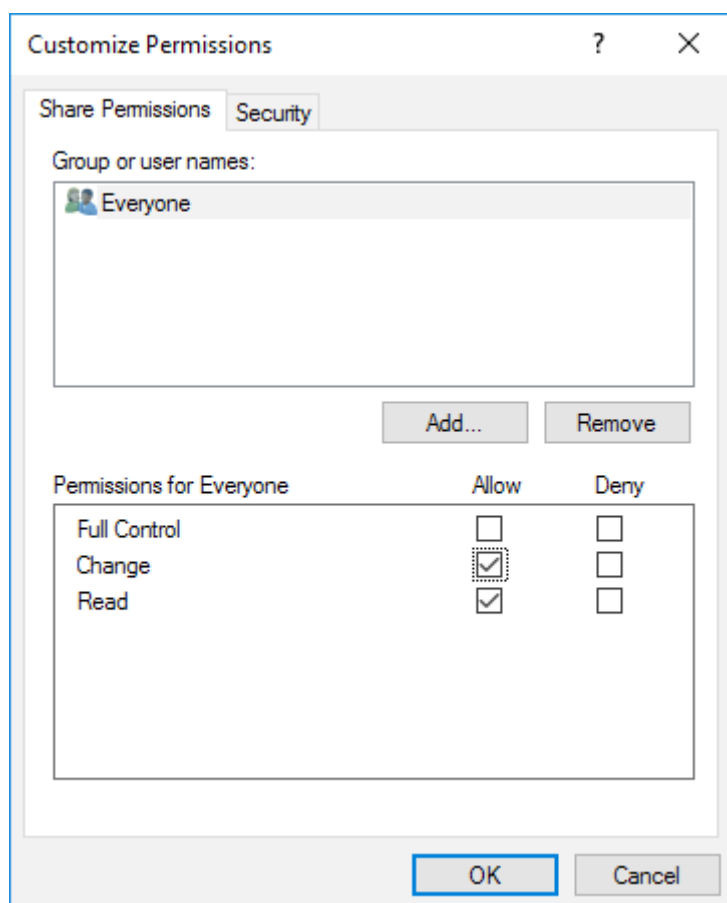 Customize Permissions ?
Share Permissions Security
Group or user names:
Everyone
Add... Remove
Permissions for Everyone Allow Deny
Full Control
Change
Read
OK Cancel